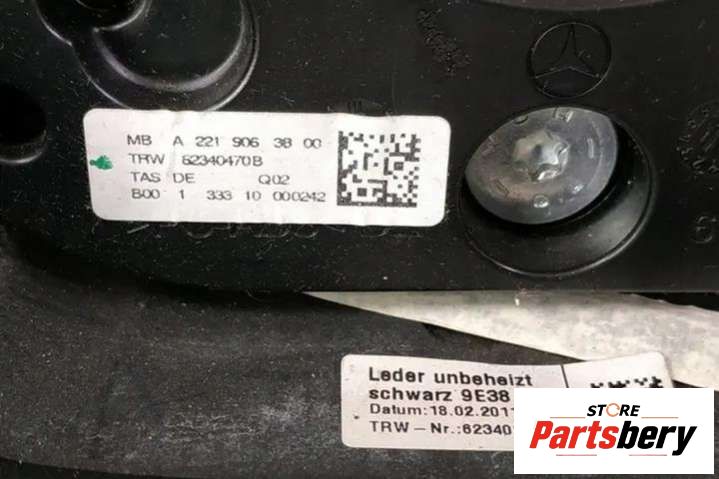 MB A 221 906 38 00
TRW 62340470B
TAS DE Q02
B00 1 333 10 000242
Leder unbeheizt
schwarz 9E38
Datum:18.02.2011
TRW-Nr.:62340
STORE
Partsbery